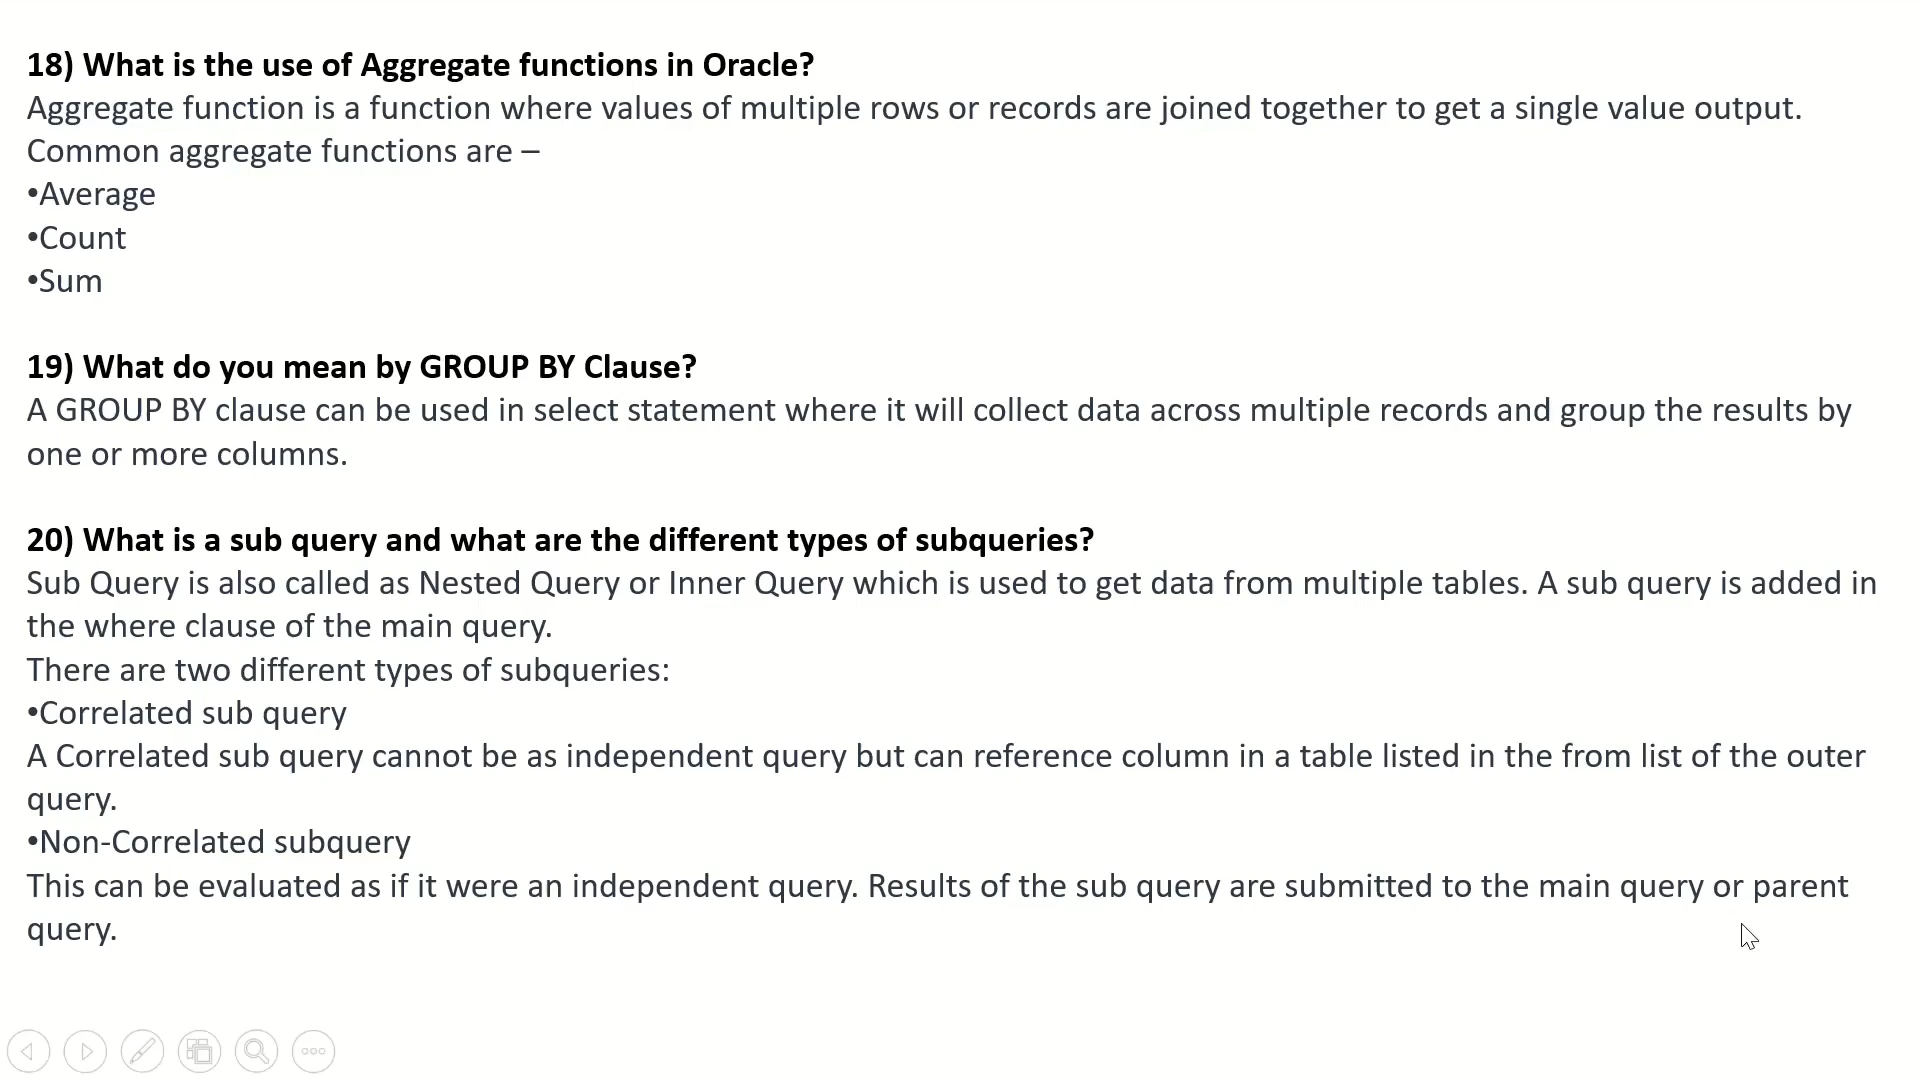 18) What is the use of Aggregate functions in Oracle?
Aggregate function is a function where values of multiple rows or records are joined together to get a single value output.
Common aggregate functions are –
•Average
•Count
•Sum
19) What do you mean by GROUP BY Clause?
A GROUP BY clause can be used in select statement where it will collect data across multiple records and group the results by
one or more columns.
20) What is a sub query and what are the different types of subqueries?
Sub Query is also called as Nested Query or Inner Query which is used to get data from multiple tables. A sub query is added in
the where clause of the main query.
There are two different types of subqueries:
•Correlated sub query
A Correlated sub query cannot be as independent query but can reference column in a table listed in the from list of the outer
query.
•Non-Correlated subquery
This can be evaluated as if it were an independent query. Results of the sub query are submitted to the main query or parent
query.